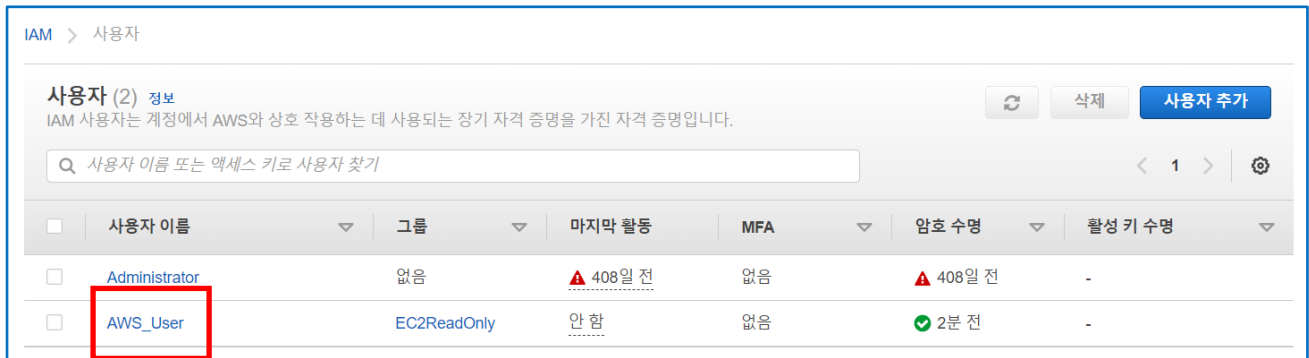 IAM > 사용자
사용자 (2) 정보
삭제 사용자 추가
IAM 사용자는 계정에서 AWS와 상호 작용하는 데 사용되는 장기 자격 증명을 가진 자격 증명입니다.
사용자 이름 또는 액세스 키로 사용자 찾기
< 1 >
사용자 이름 그룹 마지막 활동 MFA 암호 수명 활성 키 수명
Administrator 없음 408일 전 없음 408일 전 -
AWS_User EC2ReadOnly 안 함 없음 2분 전 -